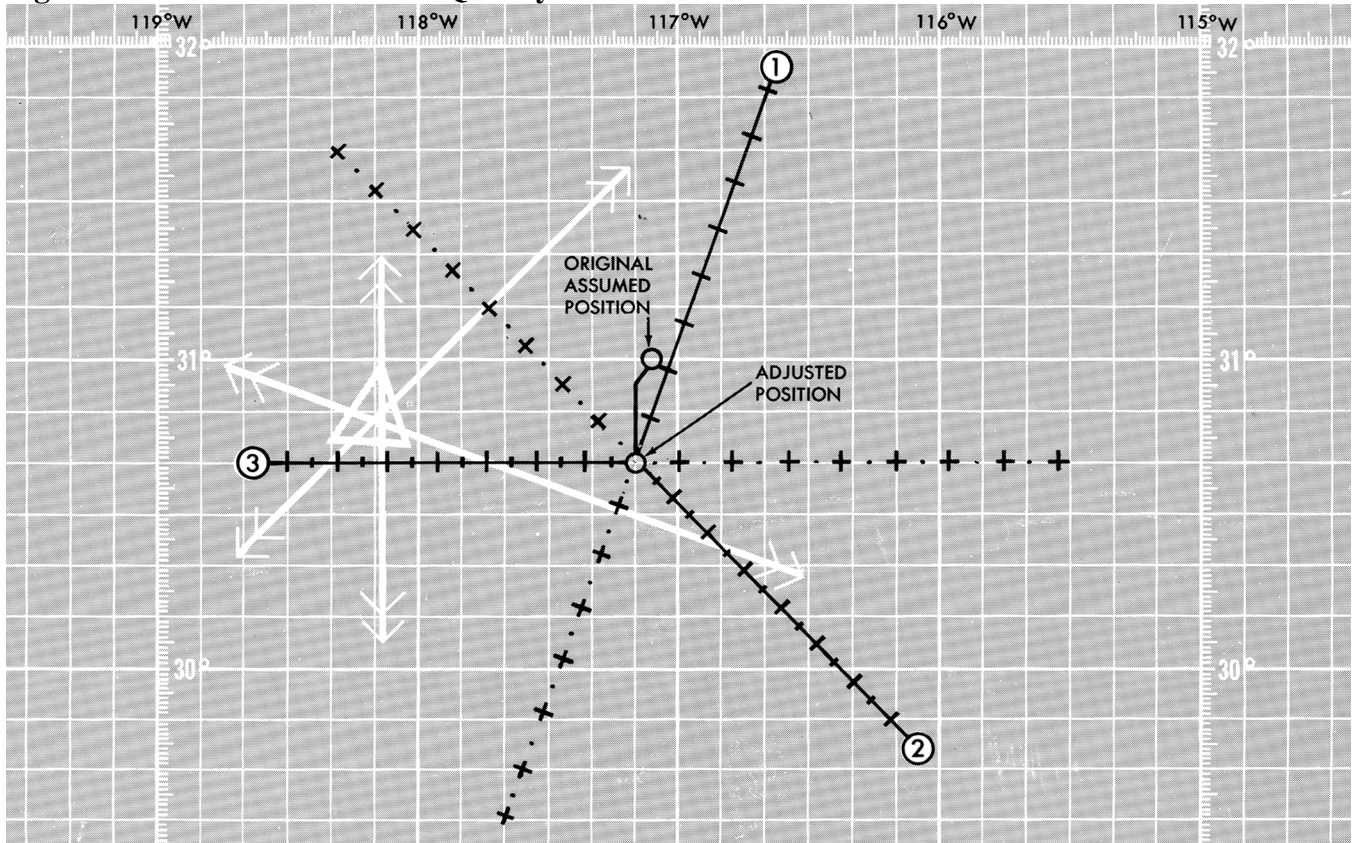 119°W 118°W 117°W 116°W 115°W
32° 32°
1
ORIGINAL
ASSUMED
POSITION
31° 31°
ADJUSTED
POSITION
3
30° 30°
2